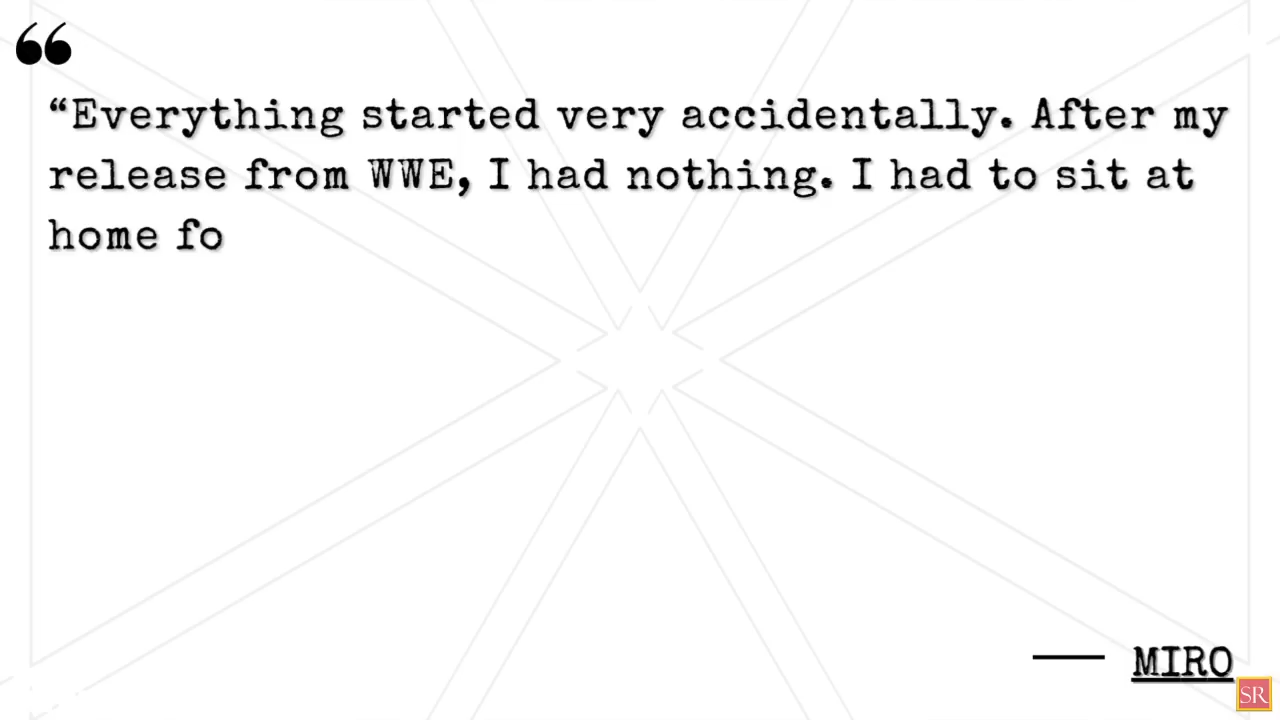 “Everything started very accidentally. After my
release from WWE, I had nothing. I had to sit at
home fo
MIRO
SR